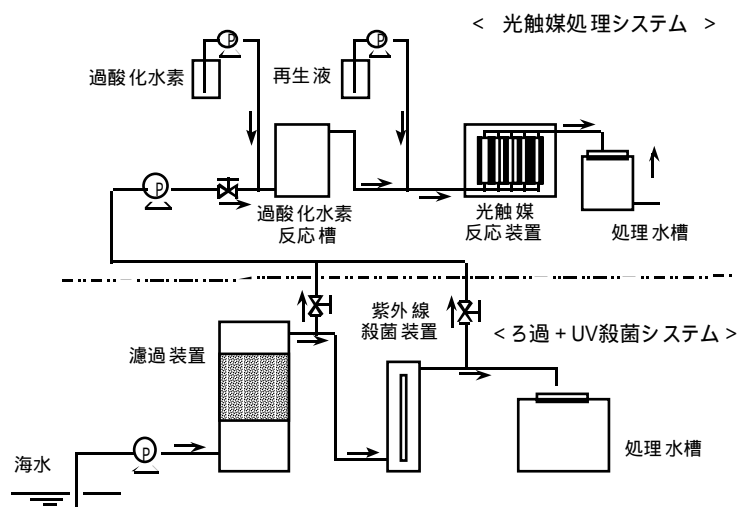 < 光触媒処理システム >
P
P
過酸化水素
再生液
P
過酸化水素
反応槽
光触媒
反応装置
処理水槽
紫外線
殺菌装置
<ろ過+UV殺菌システム>
濾過装置
P
海水
処理水槽